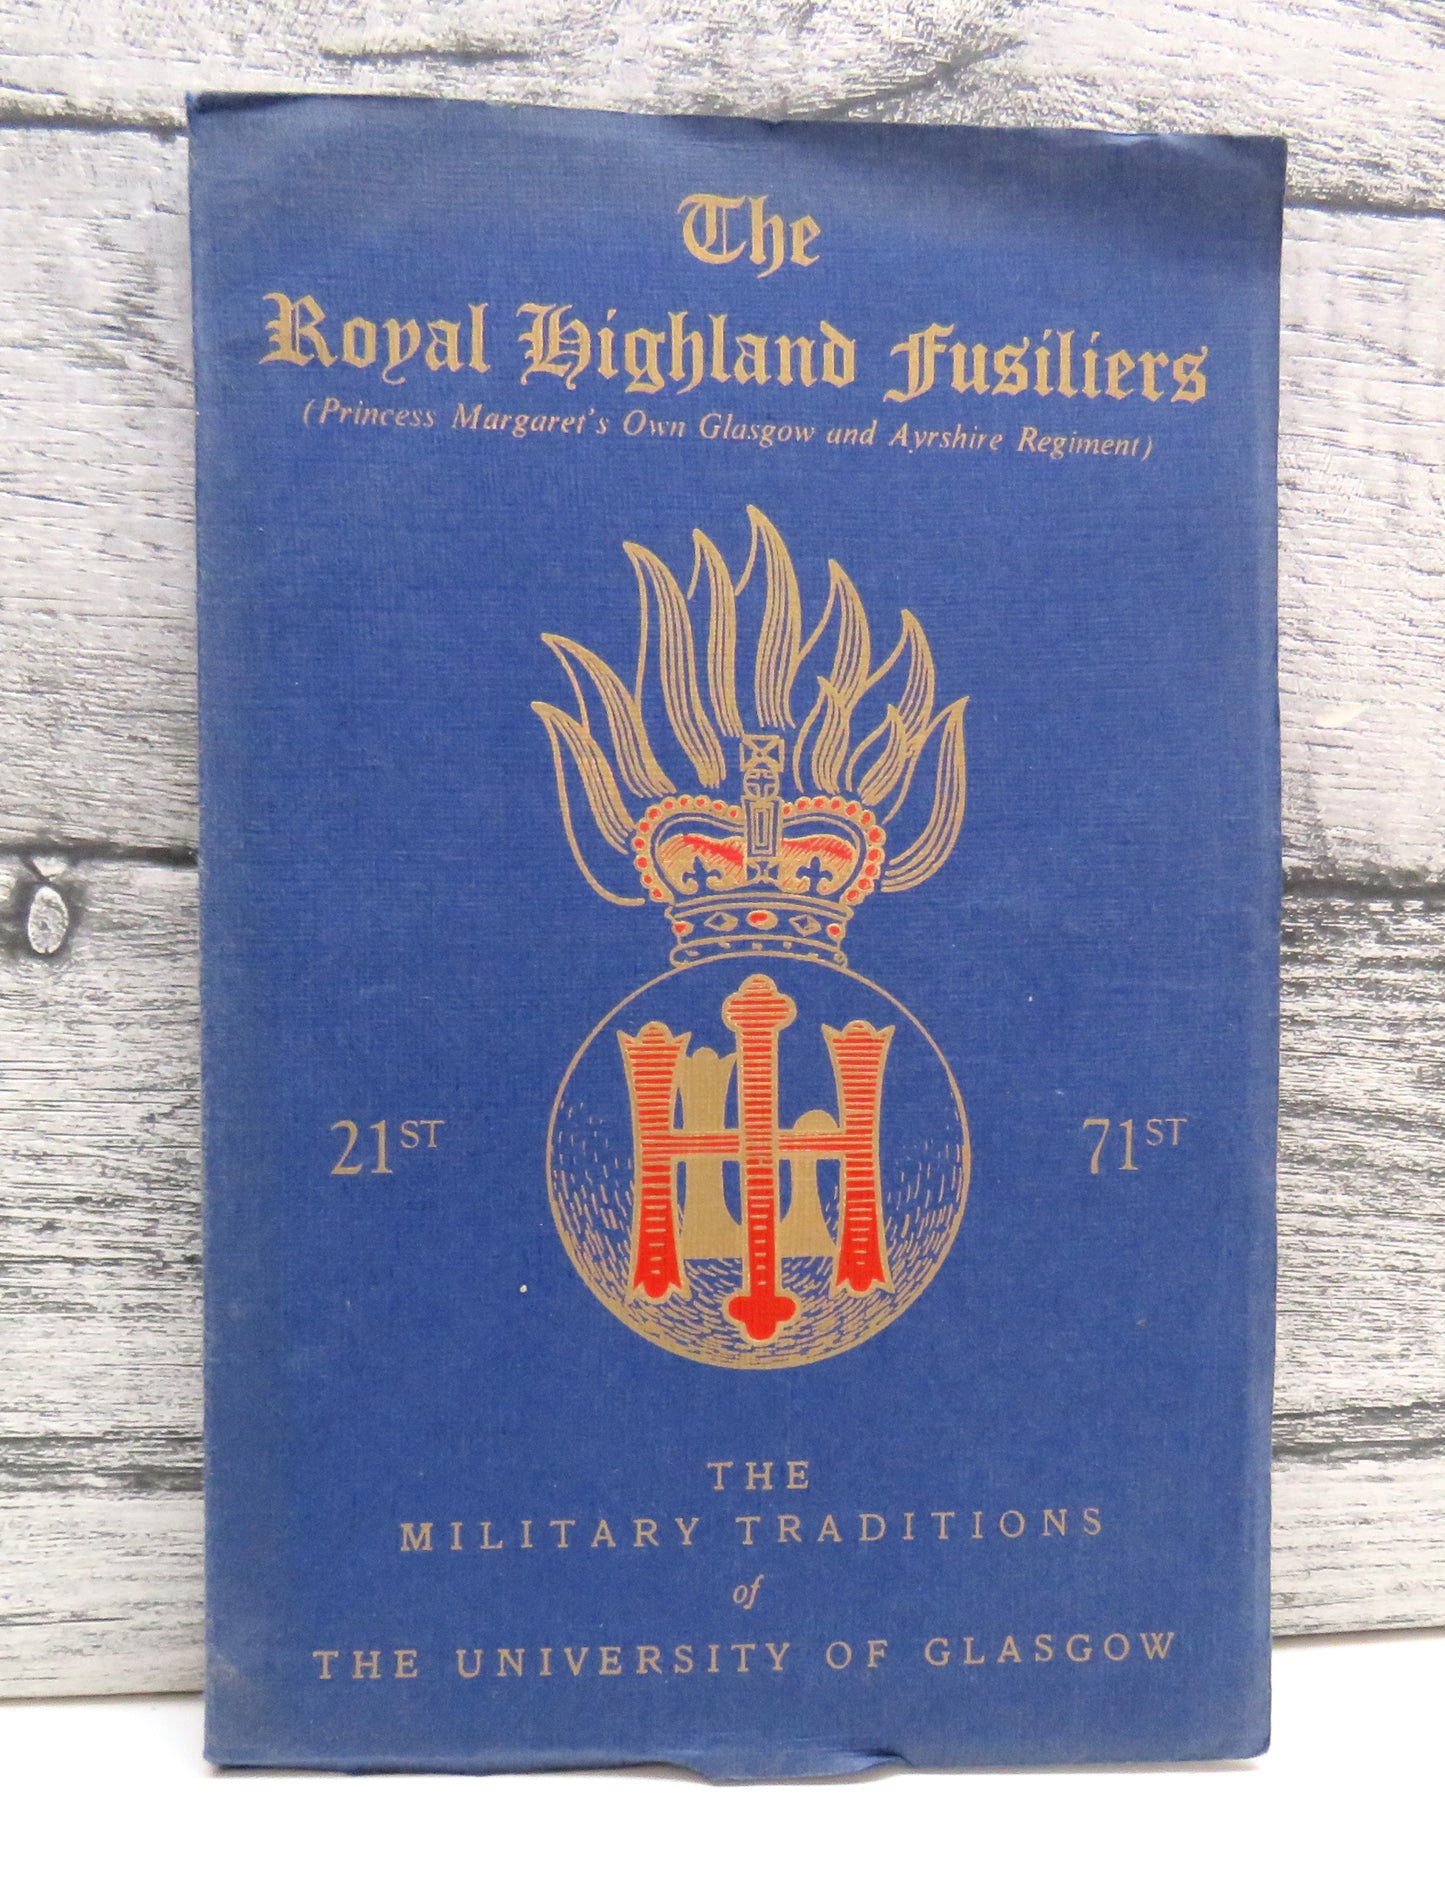 The
Royal Highland Fusiliers
(Princess Margaret's Own Glasgow and Ayrshire Regiment)
HLI
21ST
71ST
THE
MILITARY TRADITIONS
of
THE UNIVERSITY OF GLASGOW